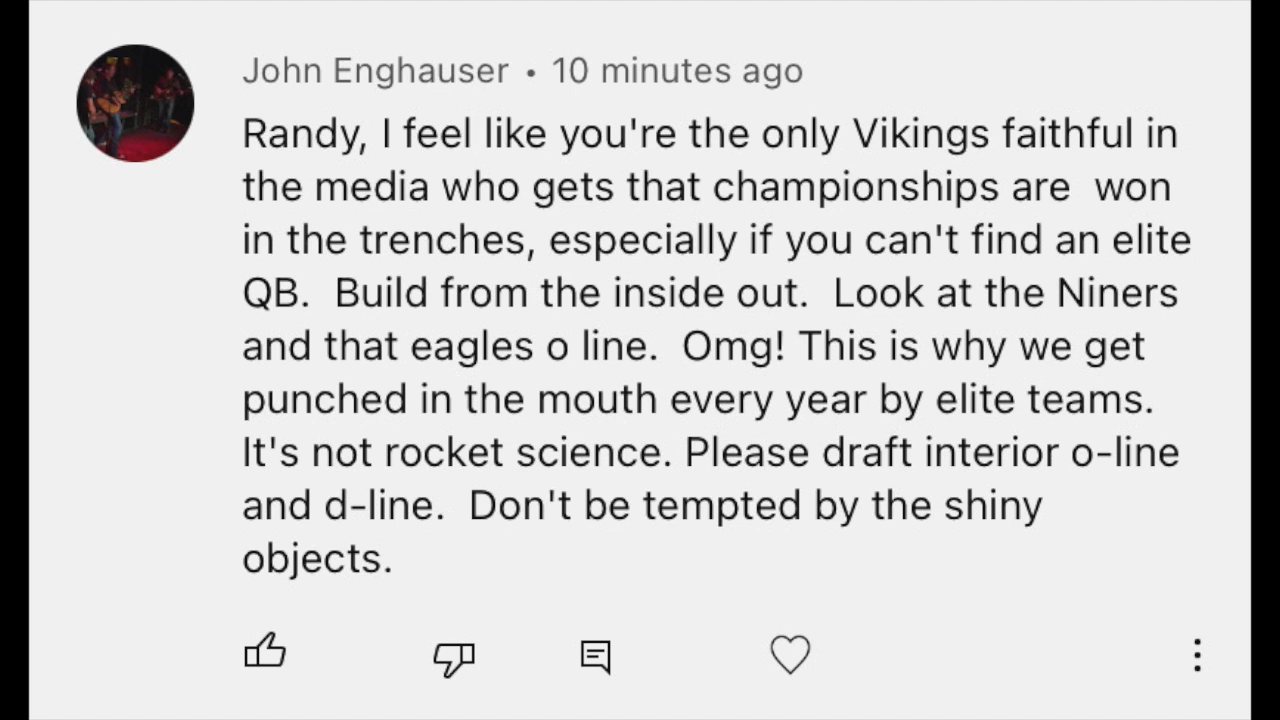 John Enghauser • 10 minutes ago
Randy, I feel like you're the only Vikings faithful in
the media who gets that championships are  won
in the trenches, especially if you can't find an elite
QB.  Build from the inside out.  Look at the Niners
and that eagles o line.  Omg! This is why we get
punched in the mouth every year by elite teams.
It's not rocket science. Please draft interior o-line
and d-line.  Don't be tempted by the shiny
objects.